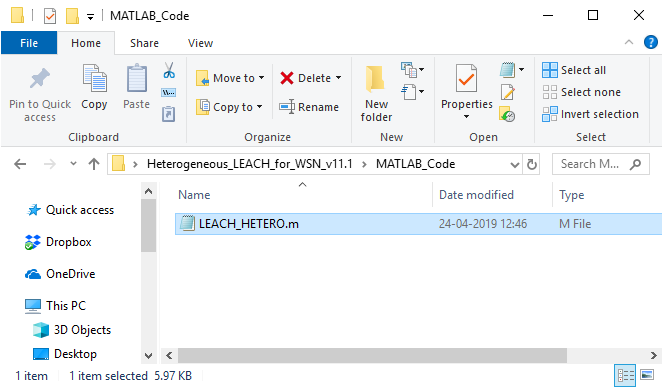 MATLAB_Code
File Home Share View
Pin to Quick access
Copy
Paste
Clipboard
Move to
Copy to
Delete
Rename
Organize
New folder
New
Properties
Open
Select all
Select none
Invert selection
Select
Heterogeneous_LEACH_for_WSN_v11.1 MATLAB_Code
Search M...
Name Date modified Type
LEACH_HETERO.m 24-04-2019 12:46 M File
Quick access
Dropbox
OneDrive
This PC
3D Objects
Desktop
1 item 1 item selected 5.97 KB